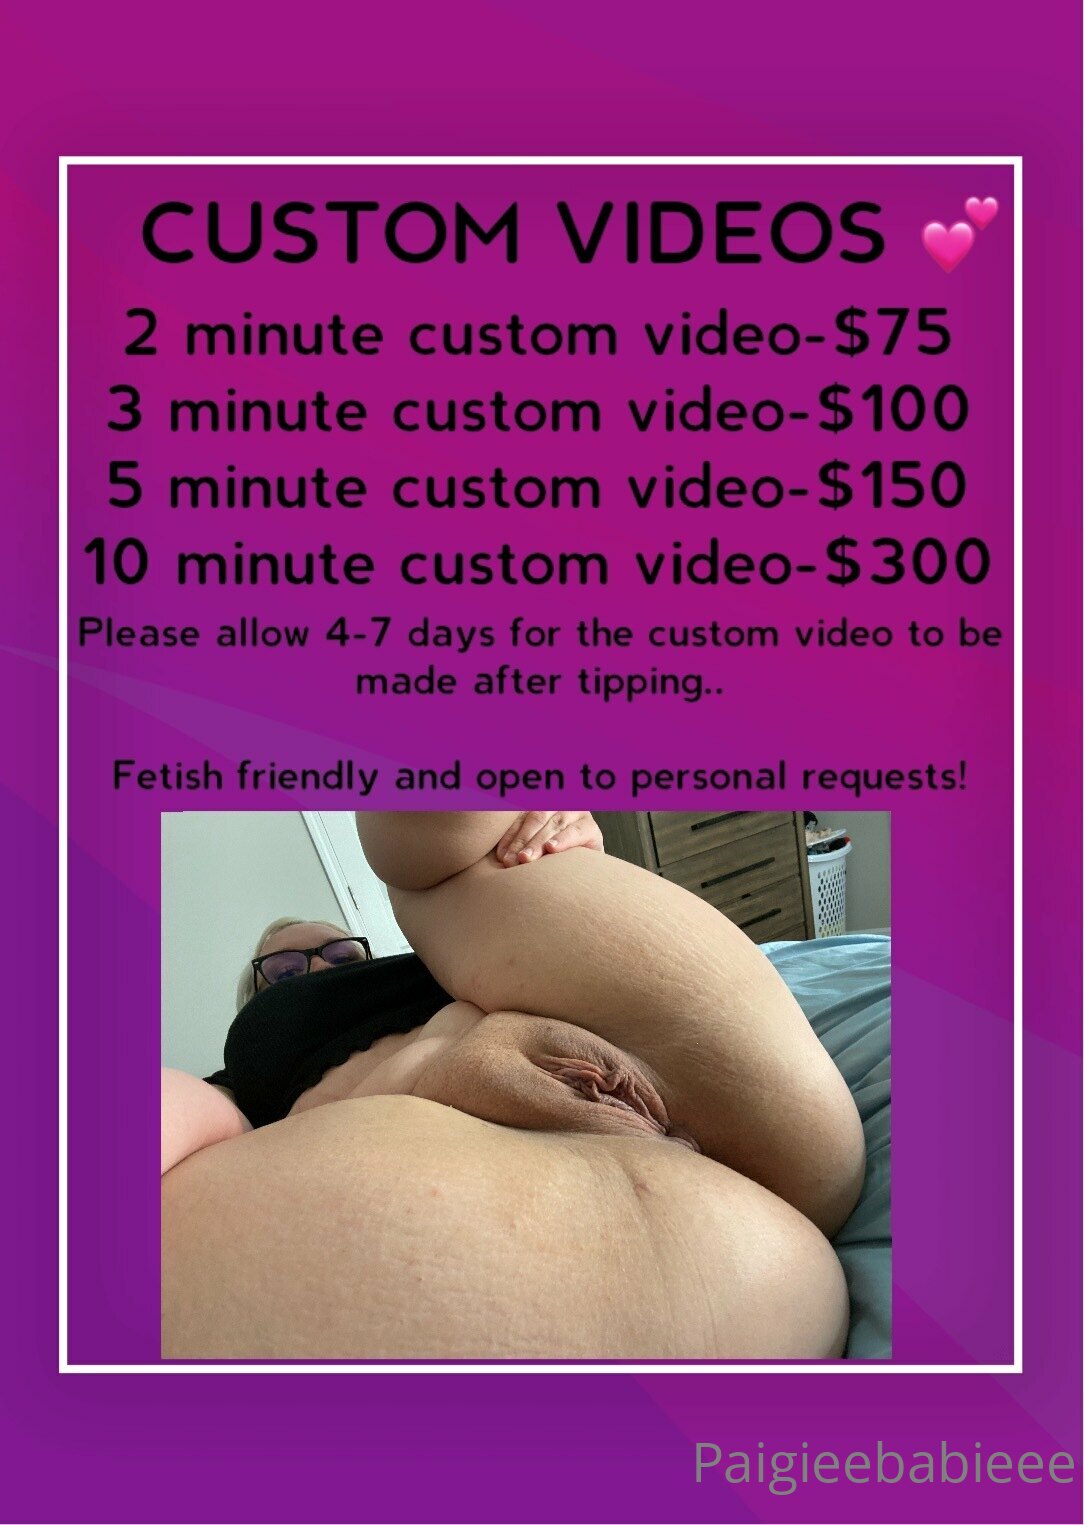 CUSTOM VIDEOS 💕
2 minute custom video-$75
3 minute custom video-$100
5 minute custom video-$150
10 minute custom video-$300
Please allow 4-7 days for the custom video to be
made after tipping..
Fetish friendly and open to personal requests!
Paigieebabieee